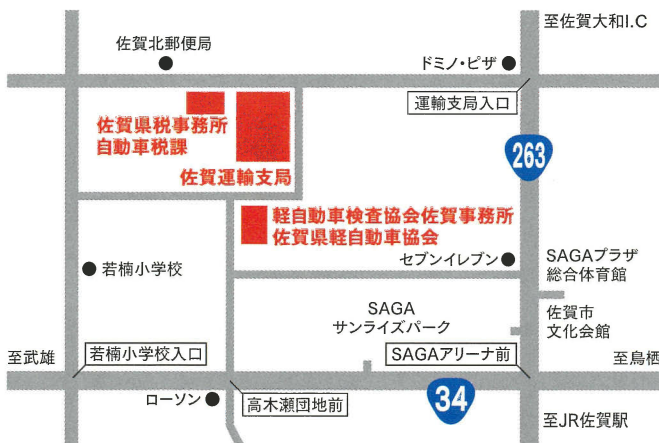 至佐賀大和I.C
佐賀北郵便局
ドミノ・ピザ
運輸支局入口
佐賀県税事務所
自動車税課
佐賀運輸支局
263
軽自動車検査協会佐賀事務所
佐賀県軽自動車協会
セブンイレブン
SAGAプラザ
総合体育館
若楠小学校
SAGA
サンライズパーク
佐賀市
文化会館
至武雄
若楠小学校入口
SAGAアリーナ前
至鳥栖
ローソン
高木瀬団地前
34
至JR佐賀駅